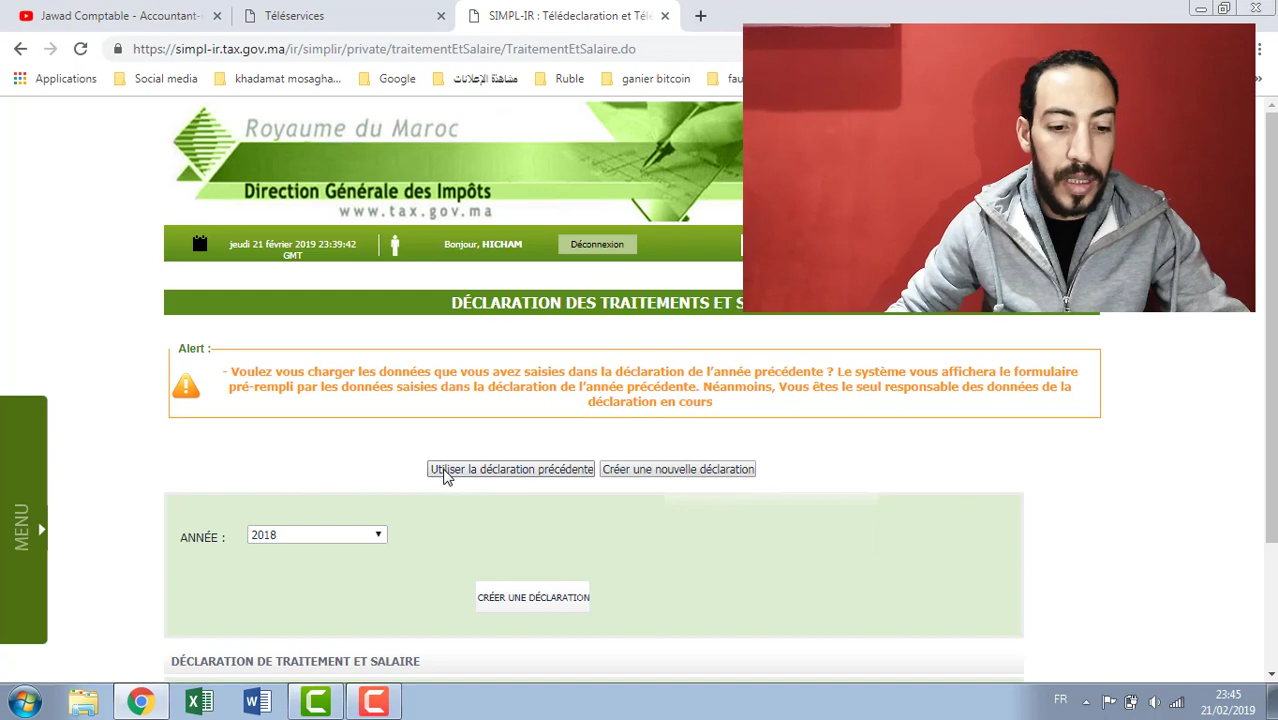 Jawad Comptable - Accountant-
Téléservices
SIMPL-IR : Télédeclaration et Télé
https://simpl-ir.tax.gov.ma/ir/simplir/private/traitementEtSalaire/TraitementEtSalaire.do
Applications
Social media
khadamat mosagha...
Google
مشاهدة الإعلانات
Ruble
ganier bitcoin
fau
»
Royaume du Maroc
Direction Générale des Impôts
www.tax.gov.ma
jeudi 21 février 2019 23:39:42
GMT
Bonjour, HICHAM
Déconnexion
DÉCLARATION DES TRAITEMENTS ET S
Alert :
- Voulez vous charger les données que vous avez saisies dans la déclaration de l'année précédente ? Le système vous affichera le formulaire
pré-rempli par les données saisies dans la déclaration de l'année précédente. Néanmoins, Vous êtes le seul responsable des données de la
déclaration en cours
Utiliser la déclaration précédente
Créer une nouvelle déclaration
MENU
ANNÉE :
2018
CRÉER UNE DÉCLARATION
DÉCLARATION DE TRAITEMENT ET SALAIRE
FR
23:45
21/02/2019